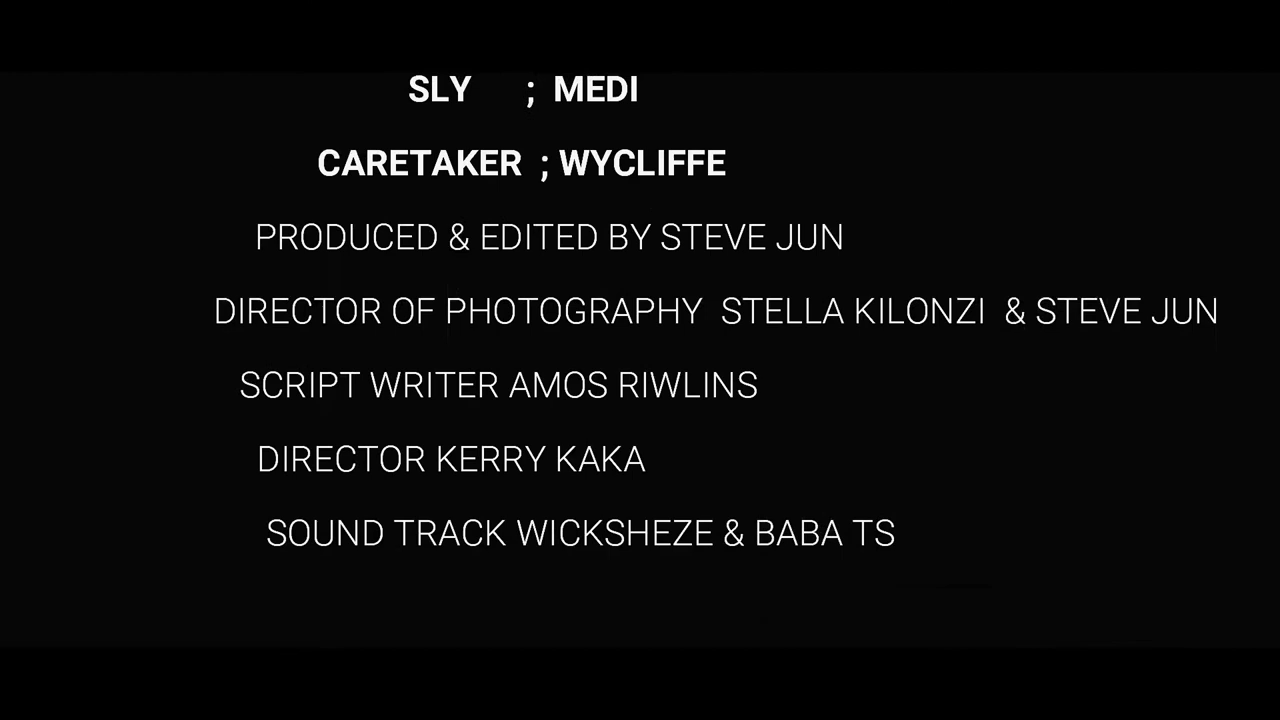 SLY ; MEDI
CARETAKER ; WYCLIFFE
PRODUCED & EDITED BY STEVE JUN
DIRECTOR OF PHOTOGRAPHY STELLA KILONZI & STEVE JUN
SCRIPT WRITER AMOS RIWLINS
DIRECTOR KERRY KAKA
SOUND TRACK WICKSHEZE & BABA TS